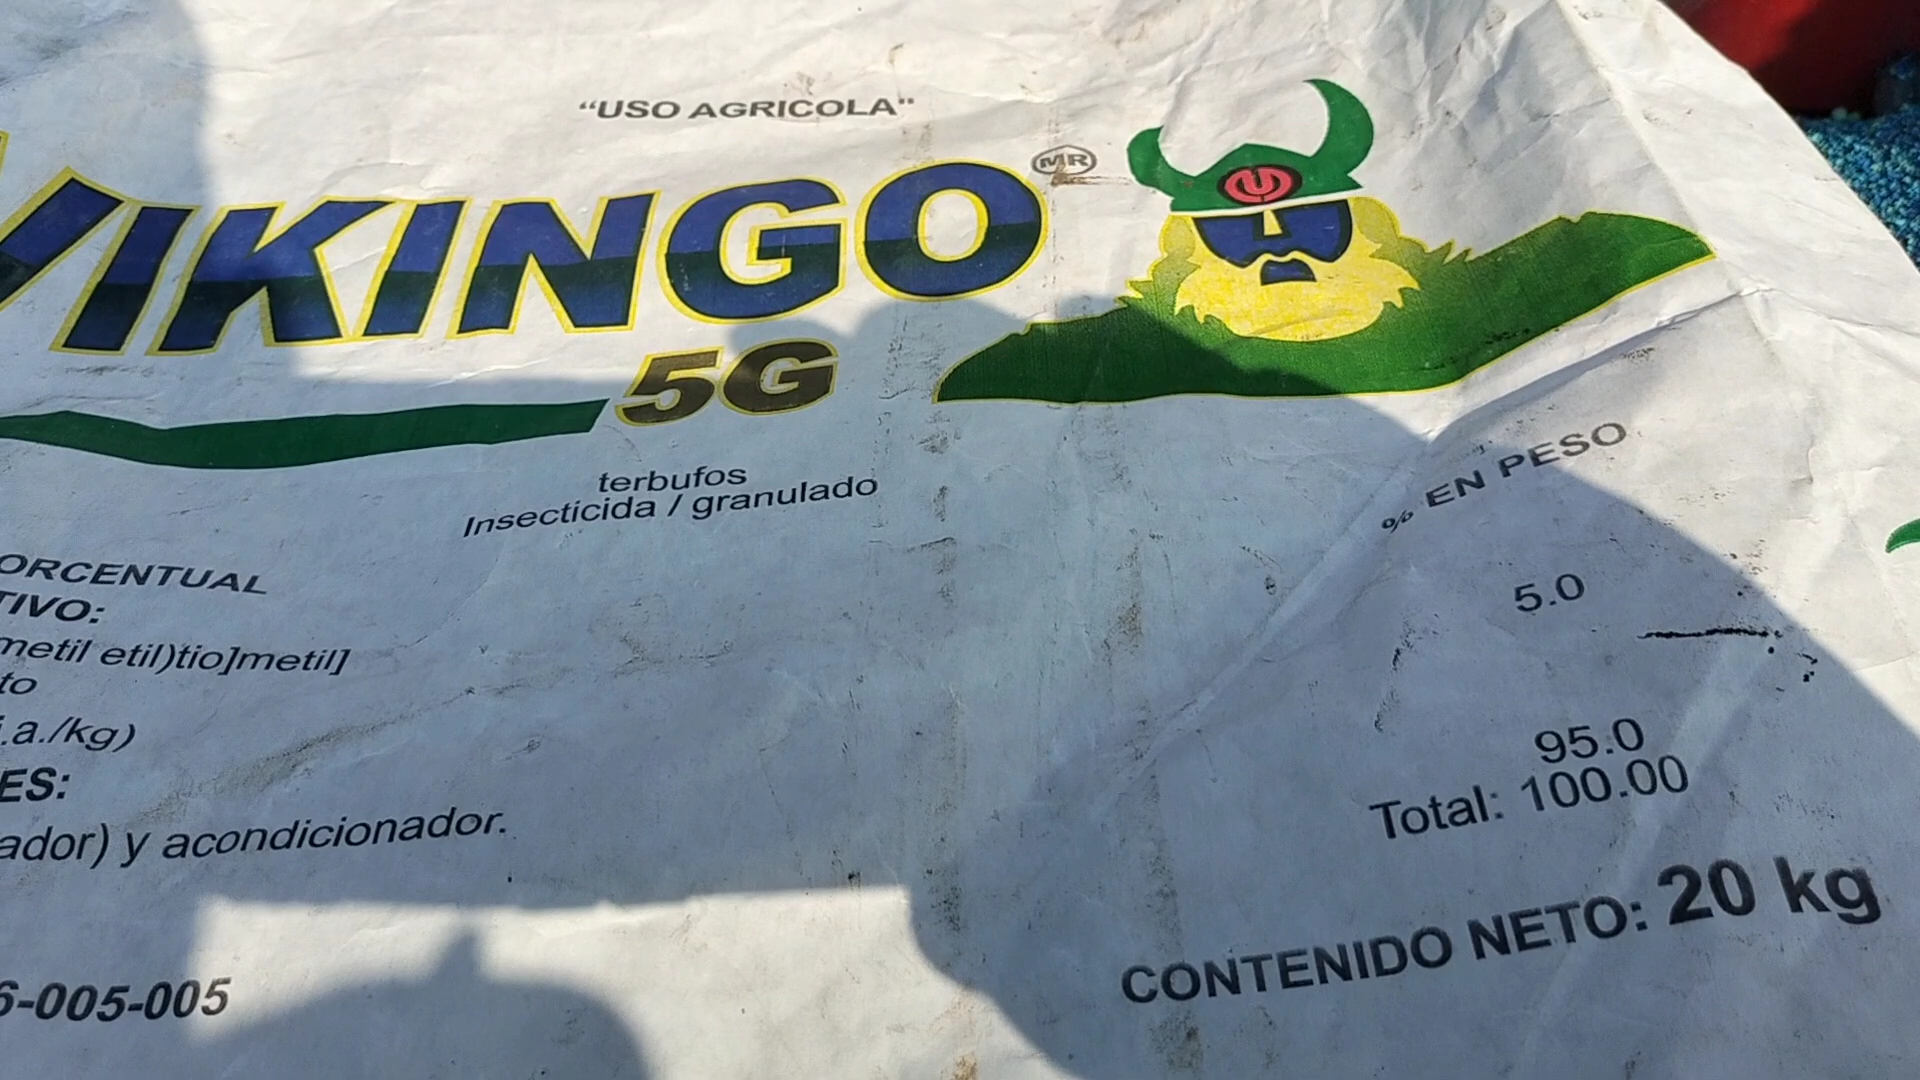 "USO AGRICOLA"
VIKINGO MR
5G
terbufos
Insecticida / granulado
% EN PESO
ORCENTUAL
TIVO:
5.0
metil etil)tio]metil]
to
i.a./kg)
95.0
ES:
Total: 100.00
ador) y acondicionador.
CONTENIDO NETO: 20 kg
6-005-005